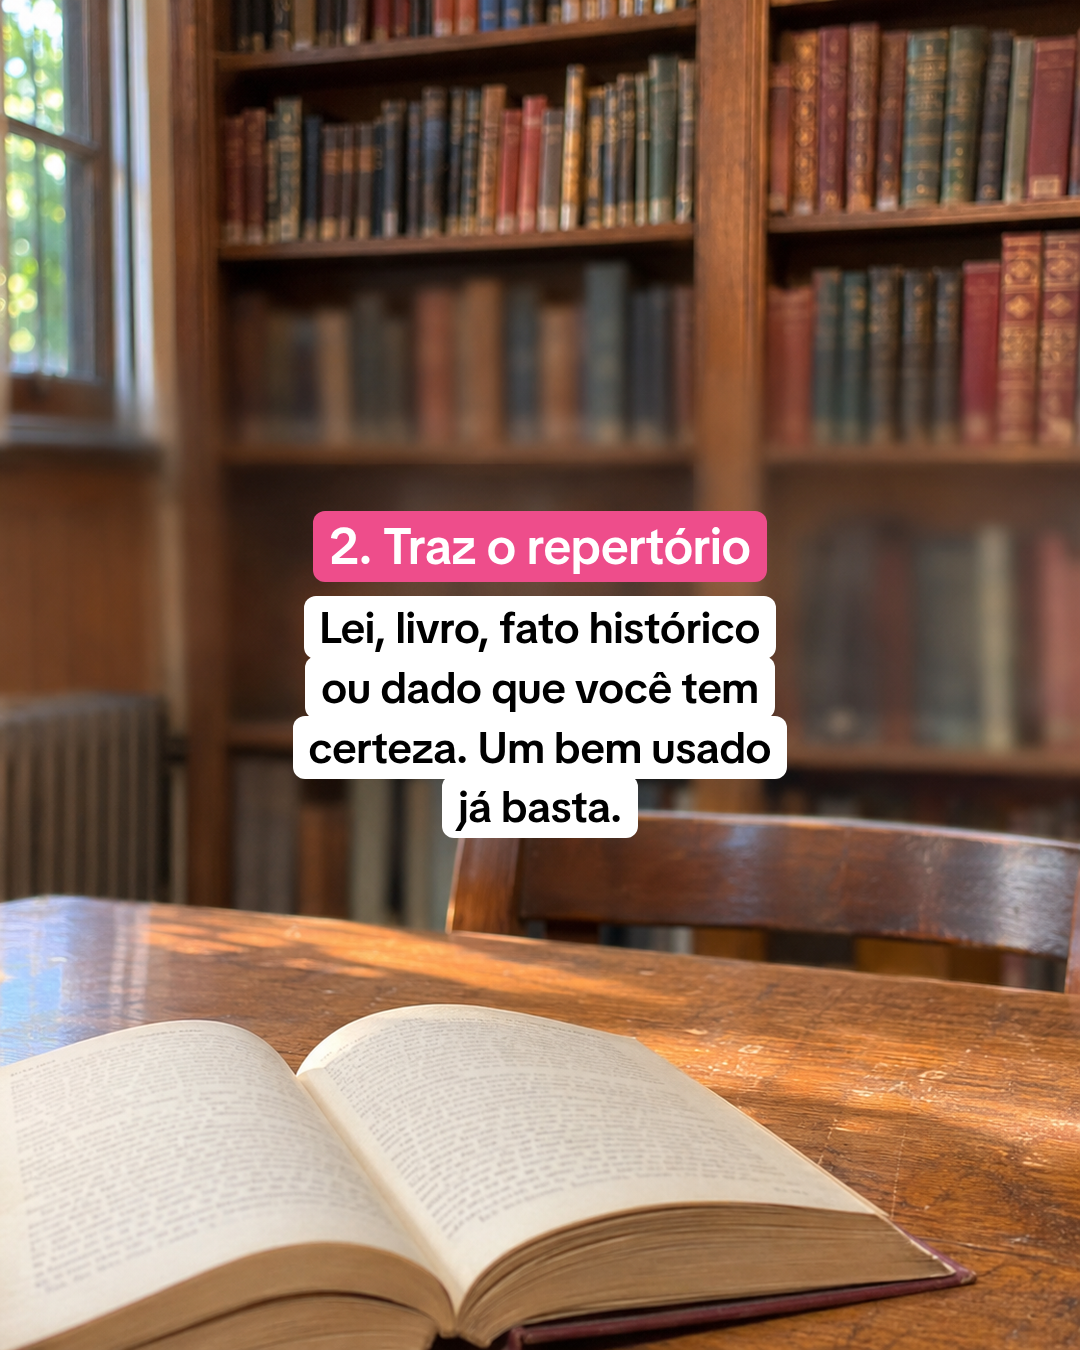 2. Traz o repertório
Lei, livro, fato histórico
ou dado que você tem
certeza. Um bem usado
já basta.